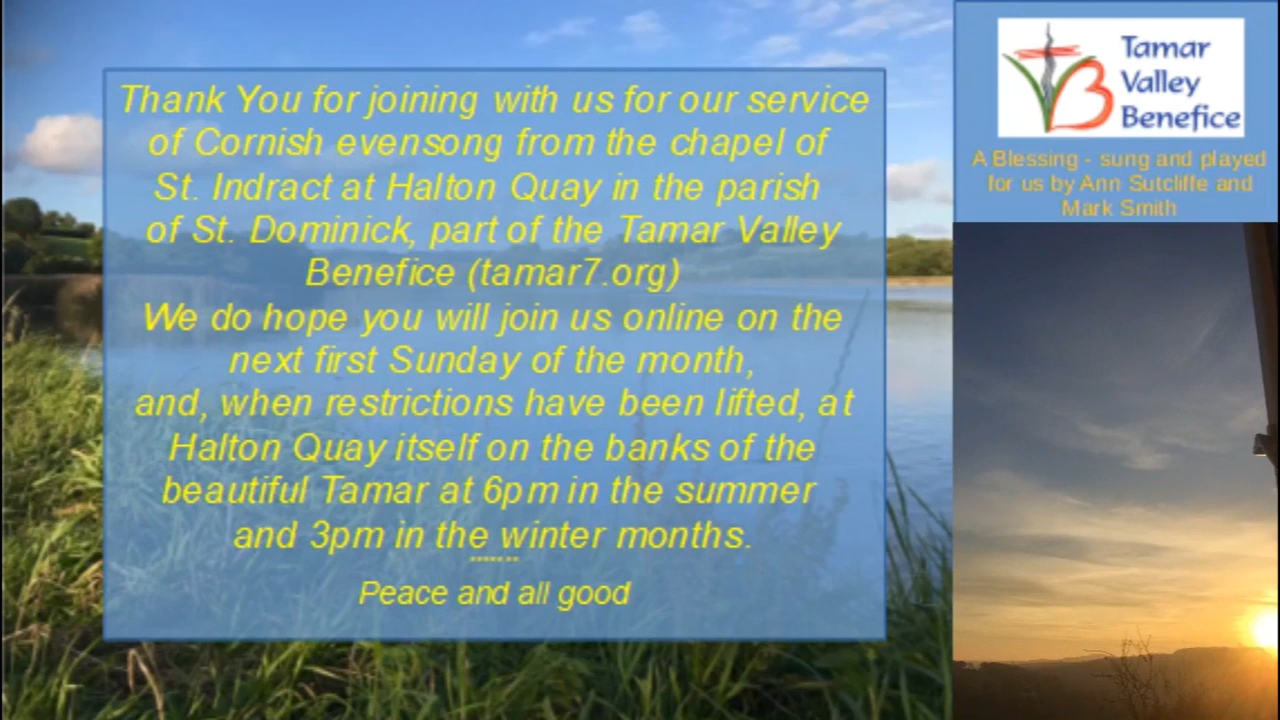 Thank You for joining with us for our service
of Cornish evensong from the chapel of
St. Indract at Halton Quay in the parish
of St. Dominick, part of the Tamar Valley
Benefice (tamar7.org)
We do hope you will join us online on the
next first Sunday of the month,
and, when restrictions have been lifted, at
Halton Quay itself on the banks of the
beautiful Tamar at 6pm in the summer
and 3pm in the winter months.
*******
Peace and all good
Tamar
Valley
Benefice
A Blessing - sung and played
for us by Ann Sutcliffe and
Mark Smith